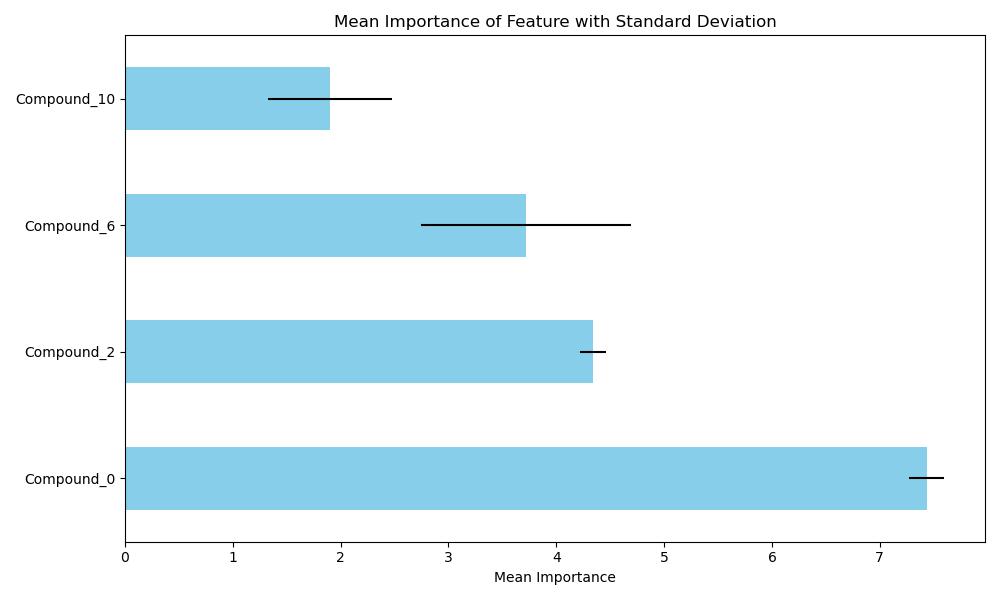 Mean Importance of Feature with Standard Deviation
Compound_10
Compound_6
Compound_2
Compound_0
0 1 2 3 4 5 6 7
Mean Importance